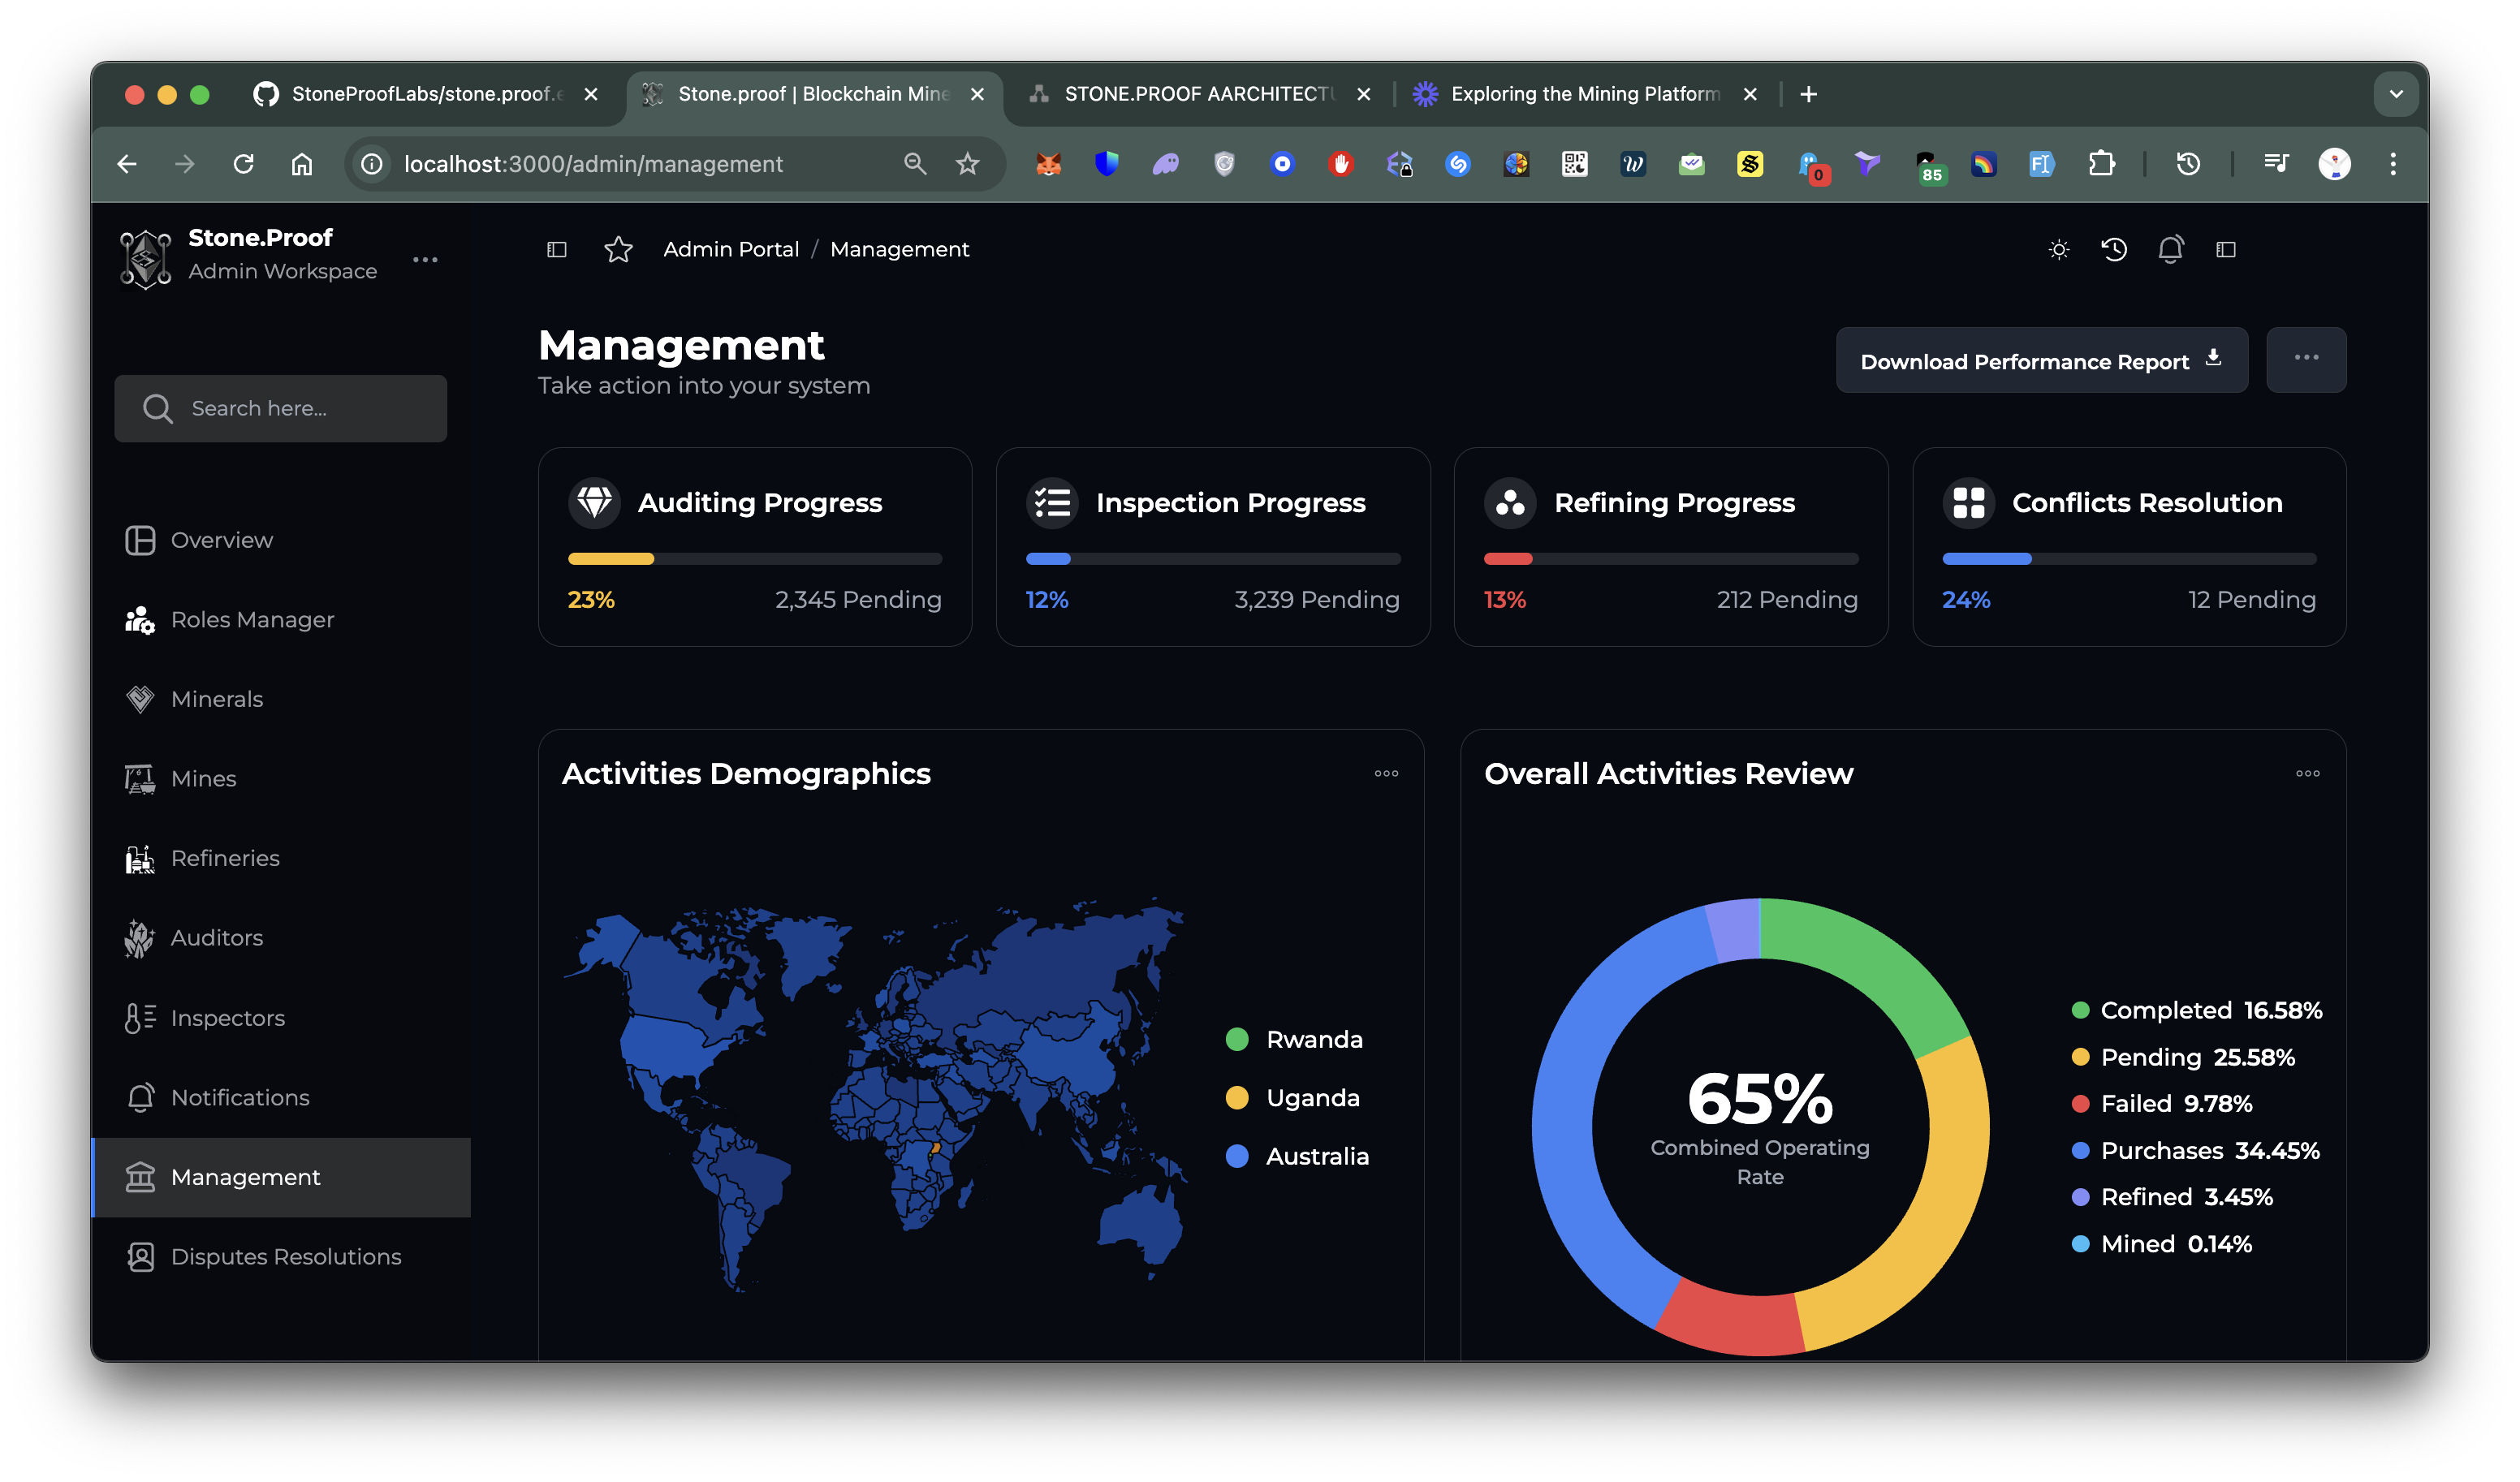 StoneProofLabs/stone.proof.e
Stone.proof | Blockchain Mine
STONE.PROOF AARCHITECTU
Exploring the Mining Platform
localhost:3000/admin/management
0
85
Stone.Proof
Admin Workspace
Admin Portal / Management
Search here...
Overview
Roles Manager
Minerals
Mines
Refineries
Auditors
Inspectors
Notifications
Management
Disputes Resolutions
Management
Take action into your system
Download Performance Report
Auditing Progress
23% 2,345 Pending
Inspection Progress
12% 3,239 Pending
Refining Progress
13% 212 Pending
Conflicts Resolution
24% 12 Pending
Activities Demographics
Rwanda
Uganda
Australia
Overall Activities Review
65%
Combined Operating
Rate
Completed 16.58%
Pending 25.58%
Failed 9.78%
Purchases 34.45%
Refined 3.45%
Mined 0.14%